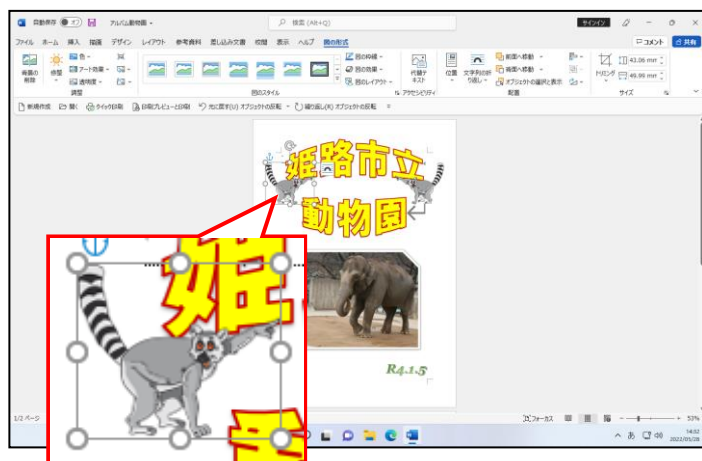 自動保存 オフ アルバム動物園 検索 (Alt+Q) サインイン
ファイル ホーム 挿入 描画 デザイン レイアウト 参考資料 差し込み文書 校閲 表示 ヘルプ 図の形式 コメント 共有
背景の削除 修整 色 アート効果 透明度 図の枠線 図の効果 図のレイアウト 代替テキスト 位置 文字列の折り返し 前面へ移動 背面へ移動 オブジェクトの選択と表示 トリミング 43.06 mm 46.96 mm
調整 図のスタイル アクセシビリティ 配置 サイズ
新規作成 開く クイック印刷 印刷プレビューと印刷 元に戻す(U) オブジェクトの反転 繰り返し(R) オブジェクトの反転
姫路市立
動物園
姫
R4.1.5
1/2 ページ フォーカス 53%
あ 14:32
2022/05/28